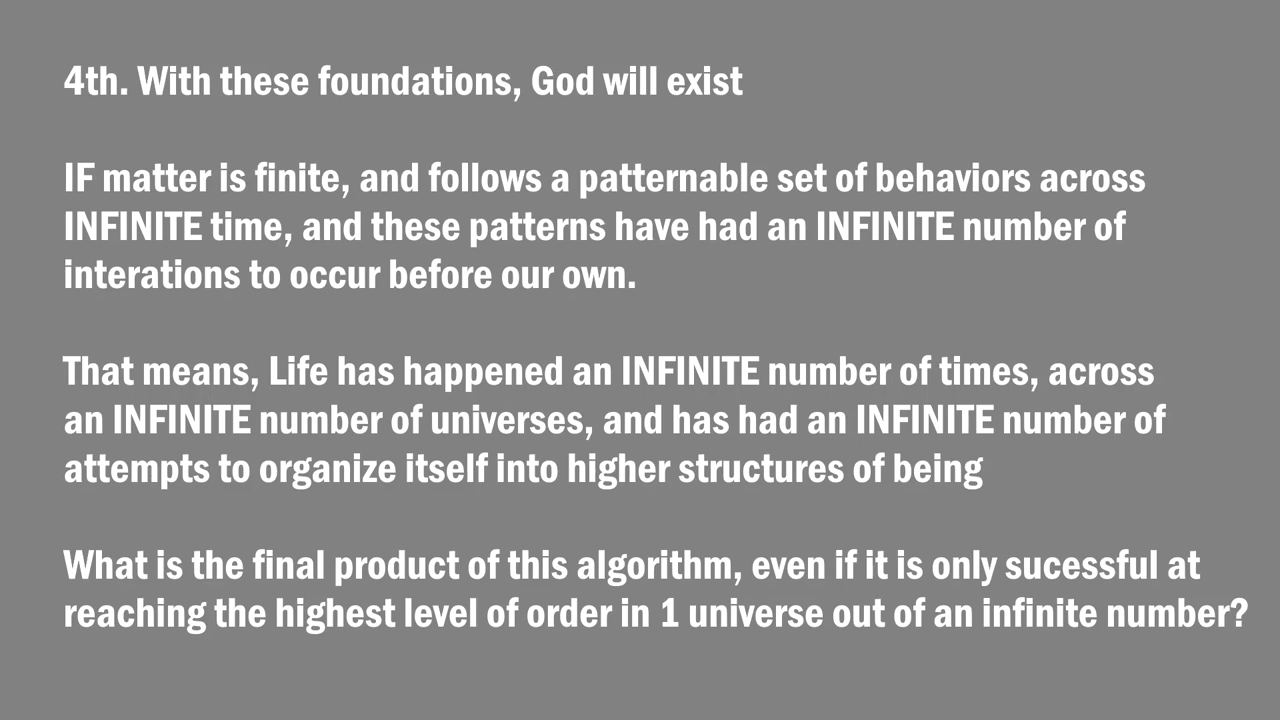 4th. With these foundations, God will exist
IF matter is finite, and follows a patternable set of behaviors across
INFINITE time, and these patterns have had an INFINITE number of
interations to occur before our own.
That means, Life has happened an INFINITE number of times, across
an INFINITE number of universes, and has had an INFINITE number of
attempts to organize itself into higher structures of being
What is the final product of this algorithm, even if it is only sucessful at
reaching the highest level of order in 1 universe out of an infinite number?